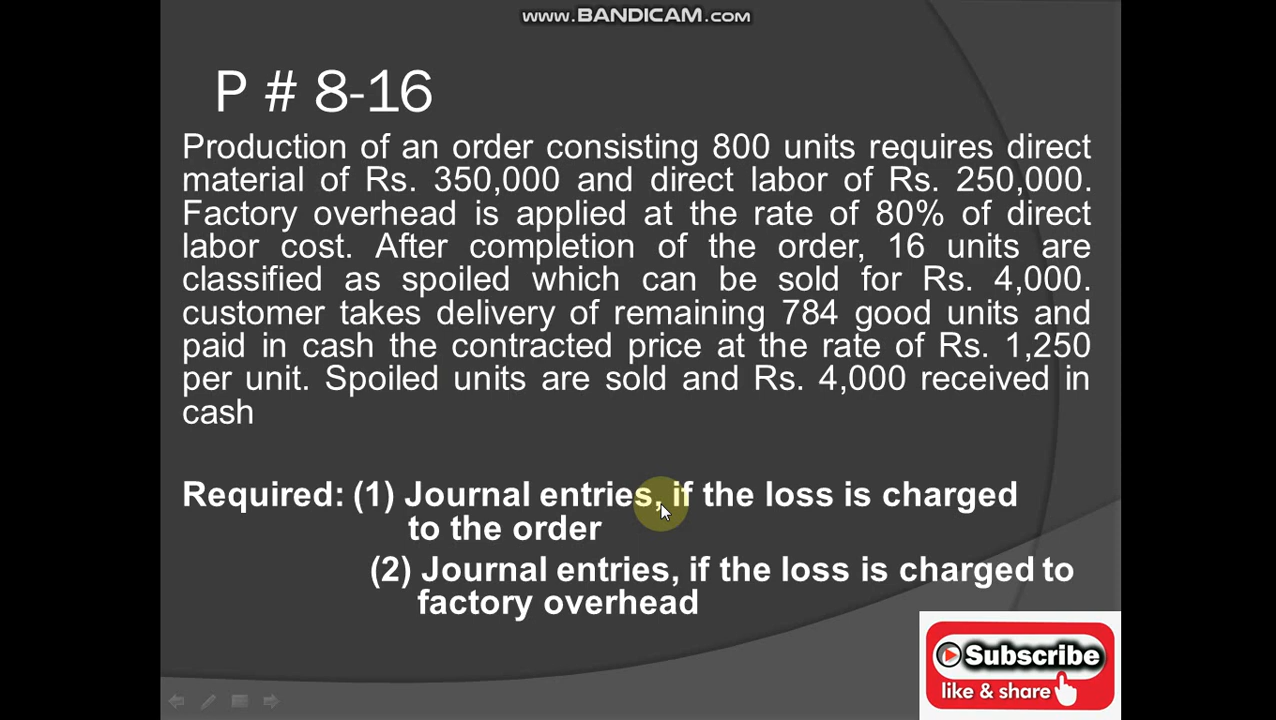 www.BANDICAM.com
P # 8-16
Production of an order consisting 800 units requires direct
material of Rs. 350,000 and direct labor of Rs. 250,000.
Factory overhead is applied at the rate of 80% of direct
labor cost. After completion of the order, 16 units are
classified as spoiled which can be sold for Rs. 4,000.
customer takes delivery of remaining 784 good units and
paid in cash the contracted price at the rate of Rs. 1,250
per unit. Spoiled units are sold and Rs. 4,000 received in
cash
Required: (1) Journal entries, if the loss is charged
to the order
(2) Journal entries, if the loss is charged to
factory overhead
Subscribe
like & share